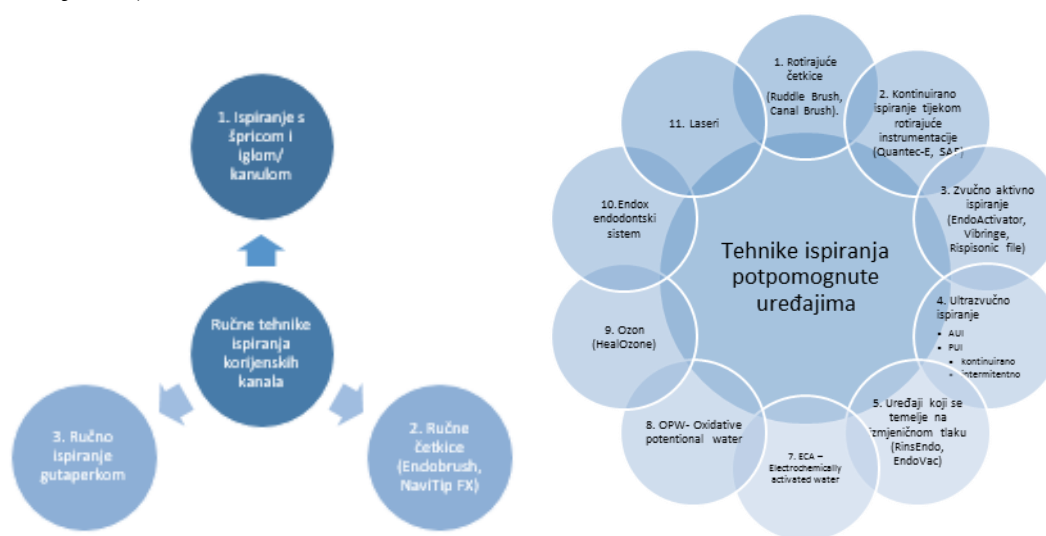 1. Ispiranje s
špricom i
iglom/
kanulom
Ručne tehnike
ispiranja
korijenskih
kanala
3. Ručno
ispiranje
gutaperkom
2. Ručne
četkice
(Endobrush,
NaviTip FX)
1. Rotirajuće
četkice
(Ruddle Brush,
Canal Brush).
2. Kontinuirano
ispiranje tijekom
rotirajuće
instrumentacije
(Quantec-E, SAF)
3. Zvučno aktivno
ispiranje
(EndoActivator,
Vibringe,
Rispisonic file)
4. Ultrazvučno
ispiranje
• AUI
• PUI
• kontinuirano
• intermitentno
5. Uređaji koji se
temelje na
izmjeničnom tlaku
(RinsEndo,
EndoVac)
7. ECA –
Electrochemically
activated water
8. OPW- Oxidative
potentional water
9. Ozon
(HealOzone)
10.Endox
endodontski
sistem
11. Laseri
Tehnike ispiranja
potpomognute
uređajima